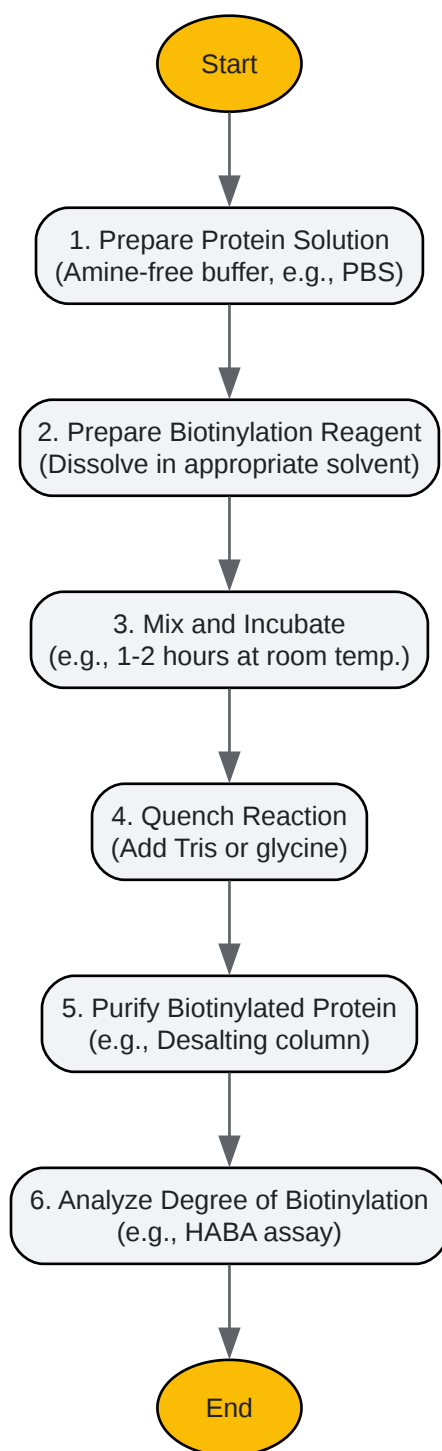 Start
1. Prepare Protein Solution
(Amine-free buffer, e.g., PBS)
2. Prepare Biotinylation Reagent
(Dissolve in appropriate solvent)
3. Mix and Incubate
(e.g., 1-2 hours at room temp.)
4. Quench Reaction
(Add Tris or glycine)
5. Purify Biotinylated Protein
(e.g., Desalting column)
6. Analyze Degree of Biotinylation
(e.g., HABA assay)
End